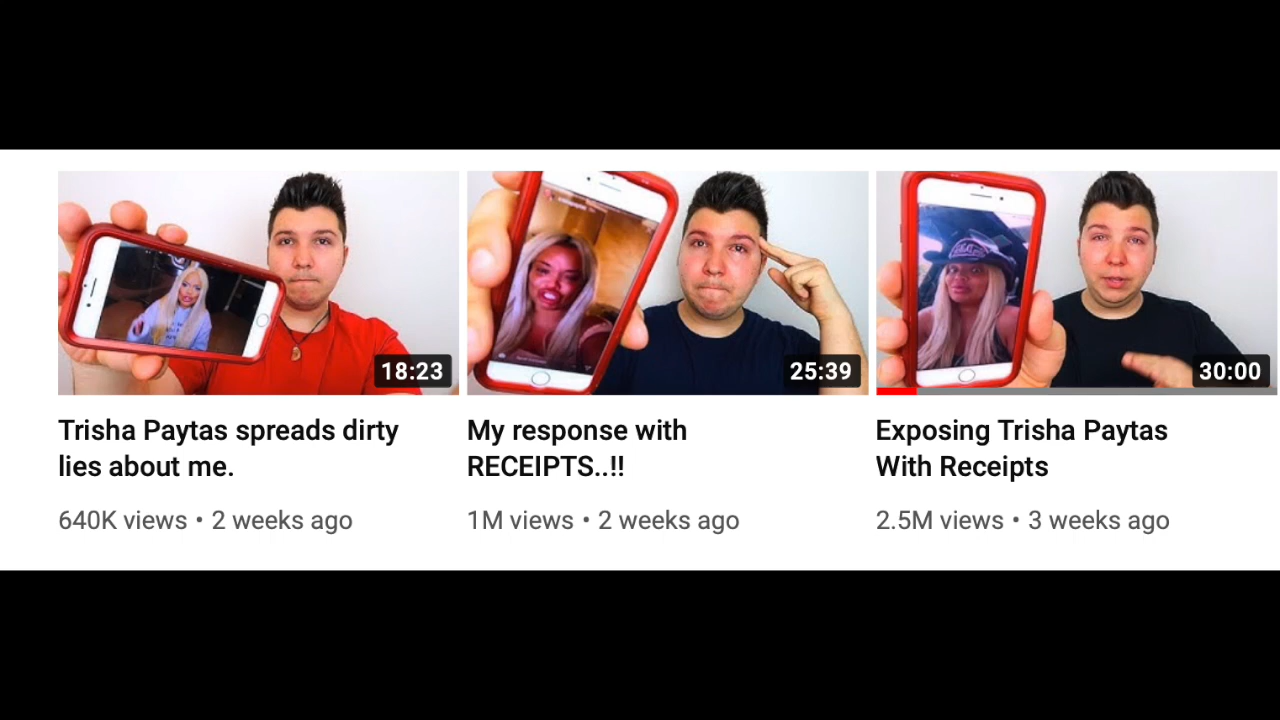 18:23
25:39
30:00
Trisha Paytas spreads dirty
lies about me.
640K views • 2 weeks ago
My response with
RECEIPTS..!!
1M views • 2 weeks ago
Exposing Trisha Paytas
With Receipts
2.5M views • 3 weeks ago